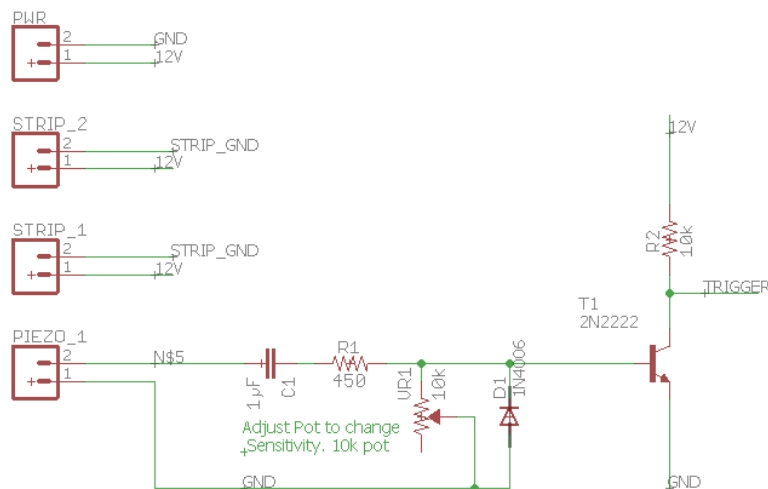 PWR
2
GND
1
12V
STRIP_2
2
STRIP_GND
1
12V
12V
STRIP_1
2
STRIP_GND
1
12V
R2
10k
TRIGGER
T1
2N2222
PIEZO_1
2
N$5
1
1µF
C1
R1
450
VR1
10k
D1
1N4006
Adjust Pot to change
Sensitivity. 10k pot
GND
GND